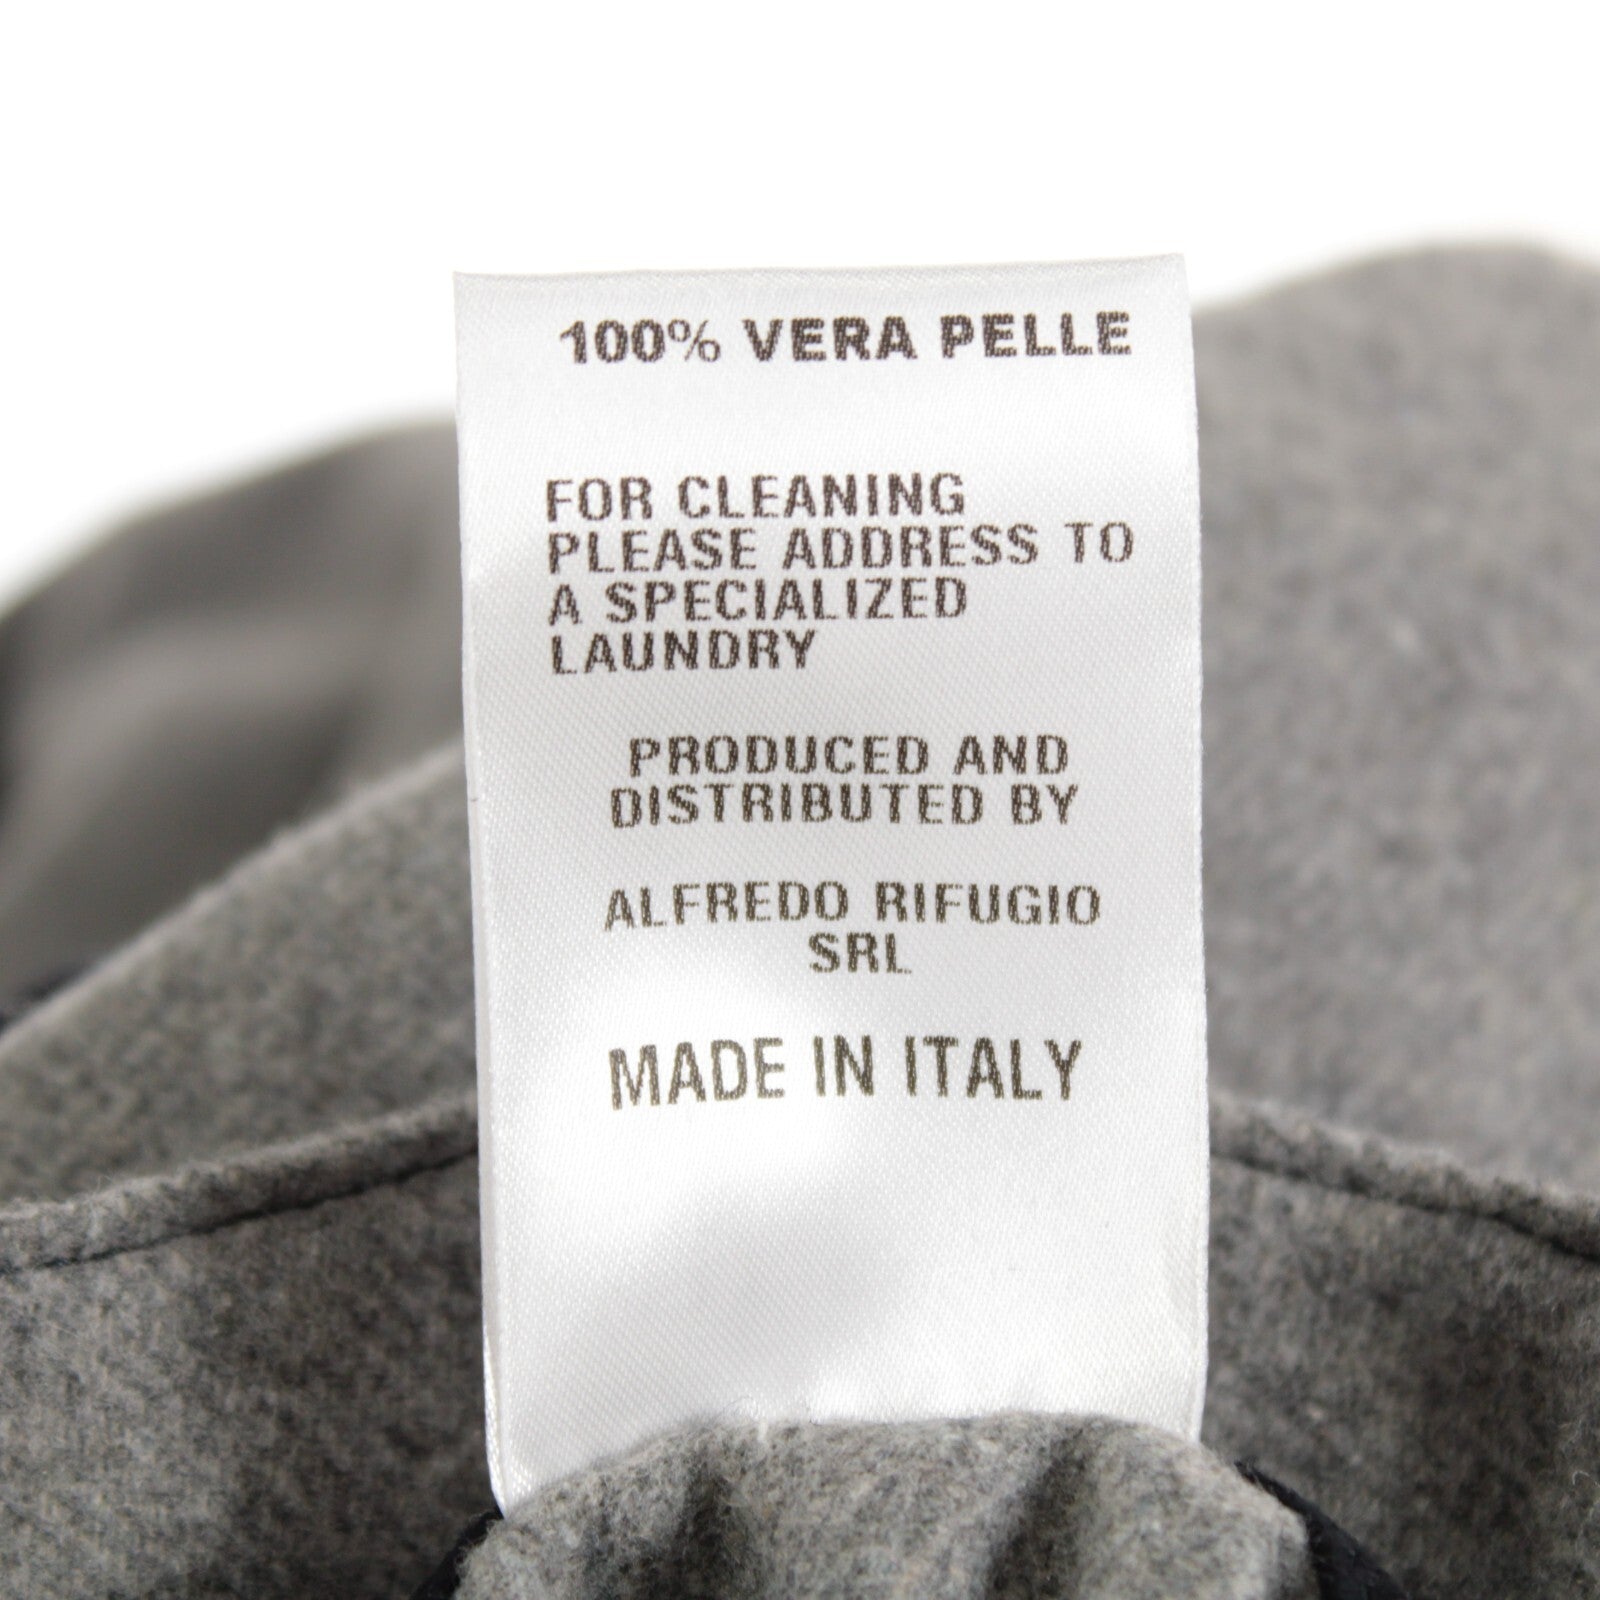 100% VERA PELLE
FOR CLEANING
PLEASE ADDRESS TO
A SPECIALIZED
LAUNDRY
PRODUCED AND
DISTRIBUTED BY
ALFREDO RIFUGIO
SRL
MADE IN ITALY